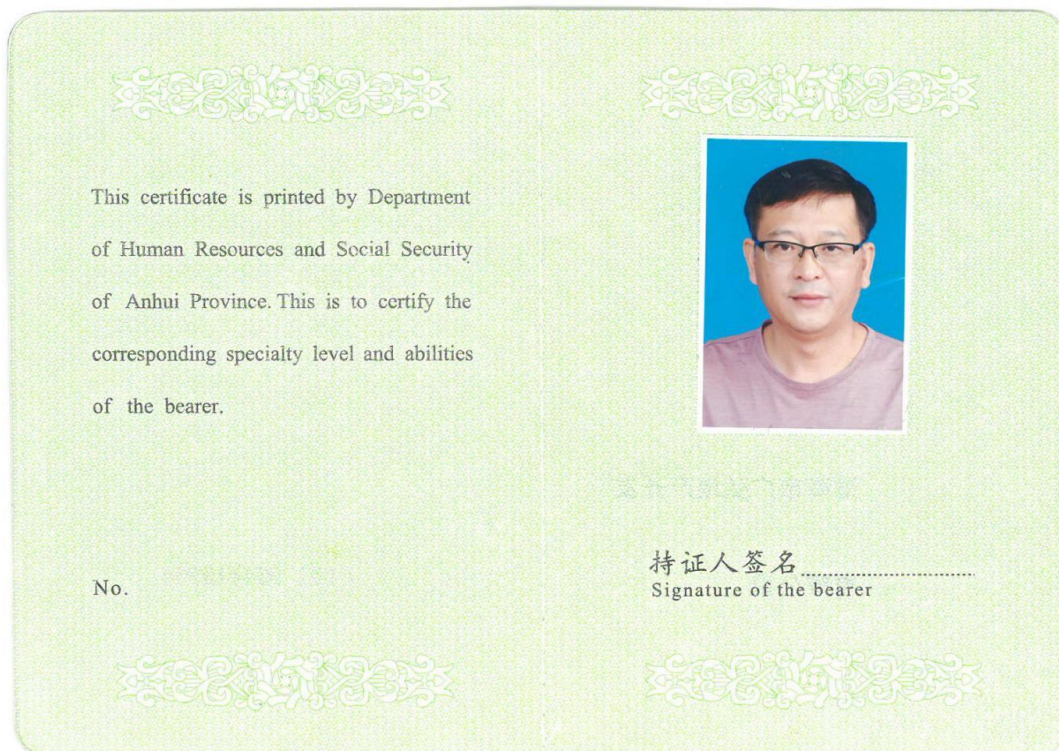 This certificate is printed by Department
of Human Resources and Social Security
of Anhui Province. This is to certify the
corresponding specialty level and abilities
of the bearer.
No.
持证人签名
Signature of the bearer